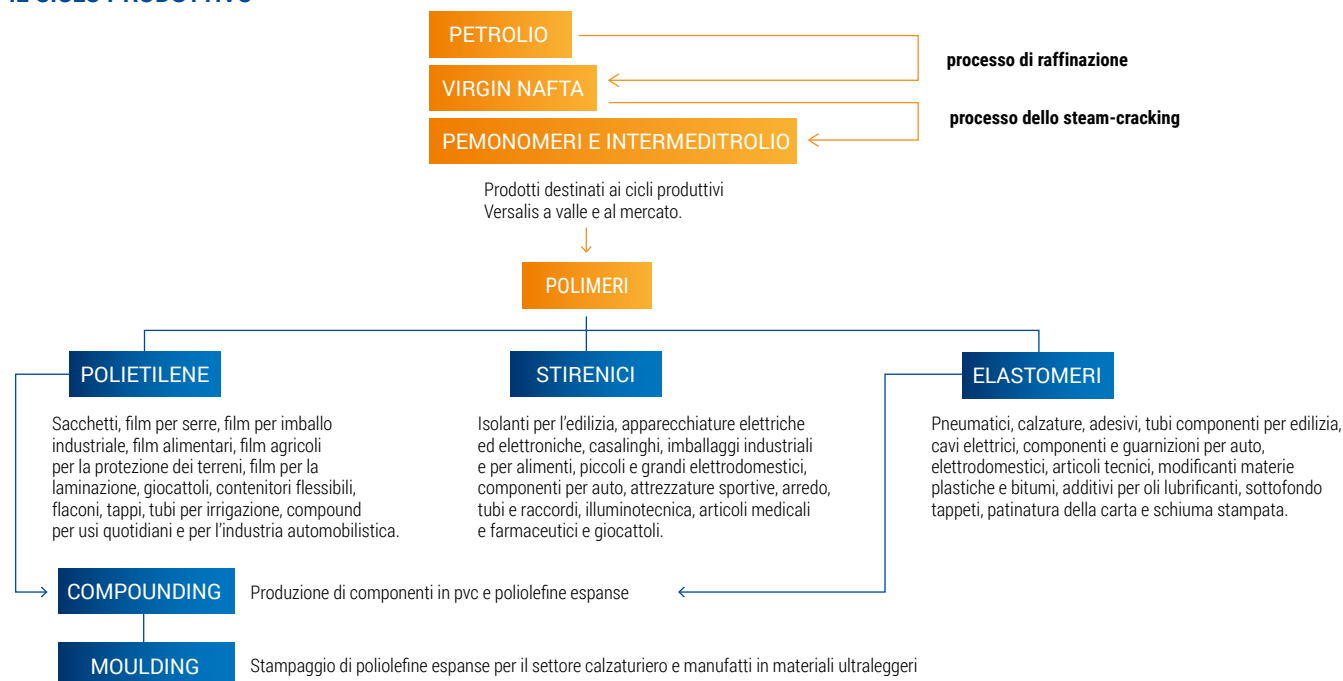 IL CICLO PRODUTTIVO
PETROLIO
processo di raffinazione
VIRGIN NAFTA
processo dello steam-cracking
PEMONOMERI E INTERMEDITROLIO
Prodotti destinati ai cicli produttivi
Versalis a valle e al mercato.
POLIMERI
POLIETILENE
Sacchetti, film per serre, film per imballo
industriale, film alimentari, film agricoli
per la protezione dei terreni, film per la
laminazione, giocattoli, contenitori flessibili,
flaconi, tappi, tubi per irrigazione, compound
per usi quotidiani e per l'industria automobilistica.
STIRENICI
Isolanti per l'edilizia, apparecchiature elettriche
ed elettroniche, casalinghi, imballaggi industriali
e per alimenti, piccoli e grandi elettrodomestici,
componenti per auto, attrezzature sportive, arredo,
tubi e raccordi, illuminotecnica, articoli medicali
e farmaceutici e giocattoli.
ELASTOMERI
Pneumatici, calzature, adesivi, tubi componenti per edilizia,
cavi elettrici, componenti e guarnizioni per auto,
elettrodomestici, articoli tecnici, modificanti materie
plastiche e bitumi, additivi per oli lubrificanti, sottofondo
tappeti, patinatura della carta e schiuma stampata.
COMPOUNDING
Produzione di componenti in pvc e poliolefine espanse
MOULDING
Stampaggio di poliolefine espanse per il settore calzaturiero e manufatti in materiali ultraleggeri